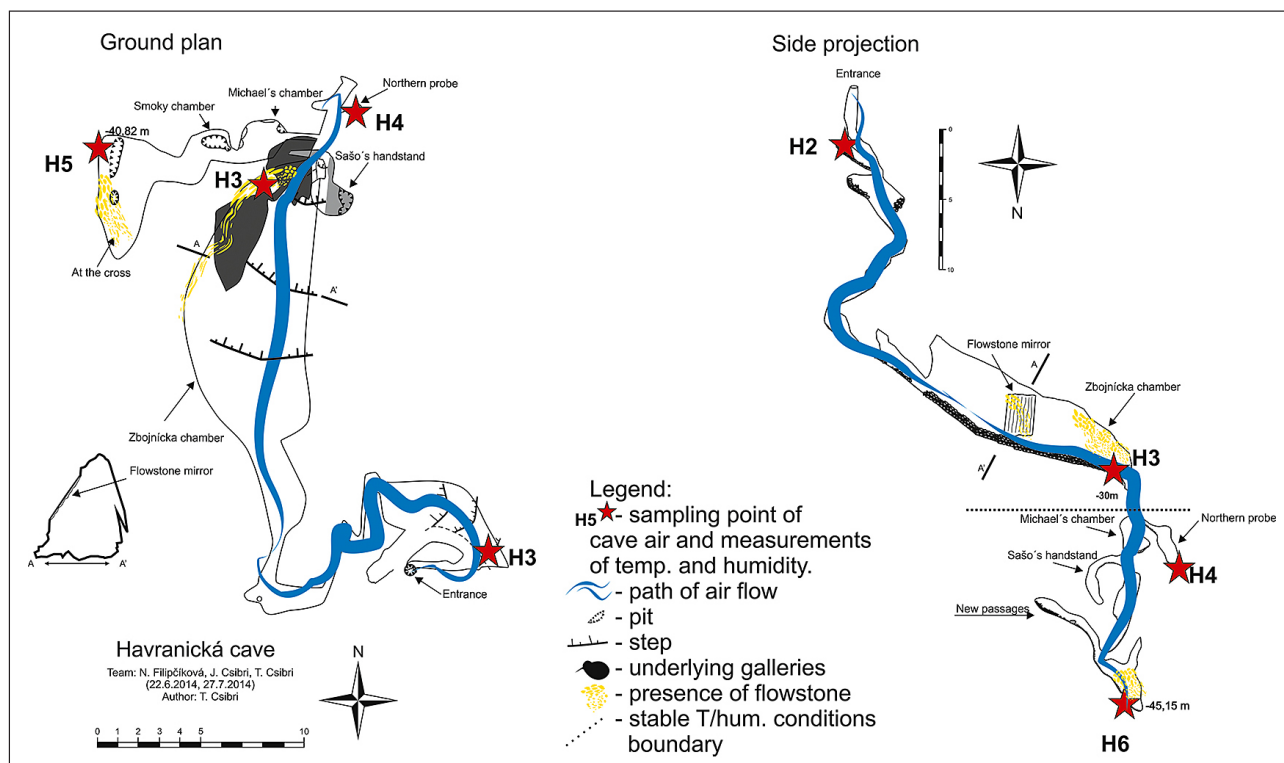 Ground plan
Northern probe
Michael´s chamber
Smoky chamber
H4
-40,82 m
H5
H3
Sašo´s handstand
A
At the cross
A'
Zbojnícka chamber
Flowstone mirror
A
A'
H3
Entrance
Havranická cave
Team: N. Filipčíková, J. Csibri, T. Csibri
(22.6.2014, 27.7.2014)
Author: T. Csibri
N
0 1 2 3 4 5 10
Legend:
H5 - sampling point of
cave air and measurements
of temp. and humidity.
- path of air flow
- pit
- step
- underlying galleries
- presence of flowstone
- stable T/hum. conditions
boundary
Side projection
Entrance
H2
0
5
10
N
Flowstone mirror
A
Zbojnícka chamber
A'
H3
-30m
Michael´s chamber
Northern probe
Sašo´s handstand
H4
New passages
-45,15 m
H6